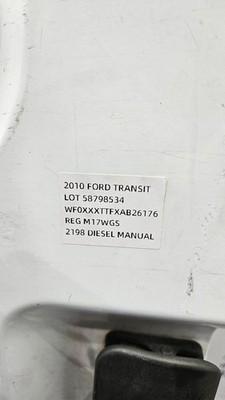 2010 FORD TRANSIT
LOT 58798534
WF0XXXTTFXAB26176
REG M17WGS
2198 DIESEL MANUAL